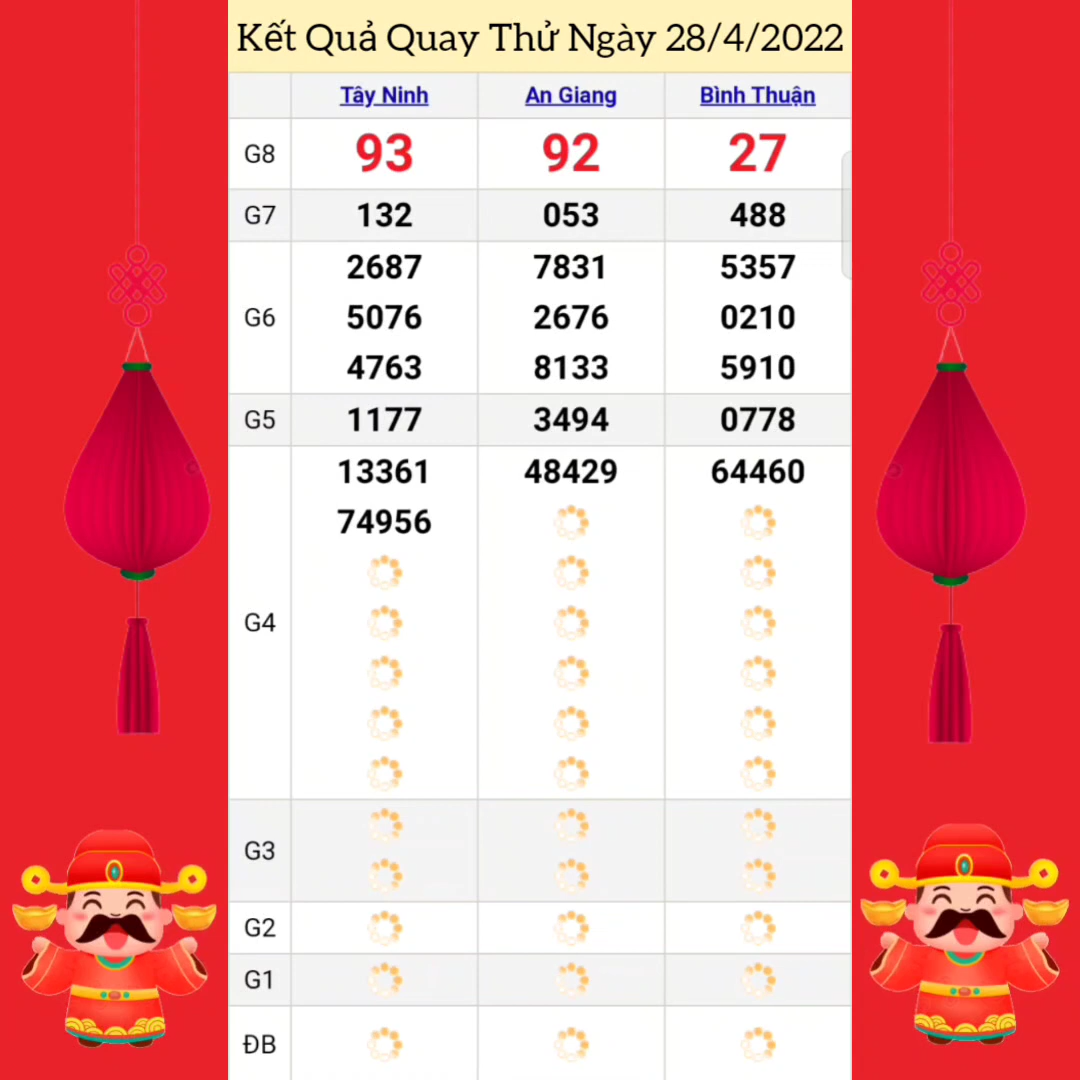 Kết Quả Quay Thử Ngày 28/4/2022
Tây Ninh An Giang Bình Thuận
G8 93 92 27
G7 132 053 488
2687 7831 5357
G6 5076 2676 0210
4763 8133 5910
G5 1177 3494 0778
13361 48429 64460
74956
G4
G3
G2
G1
ĐB